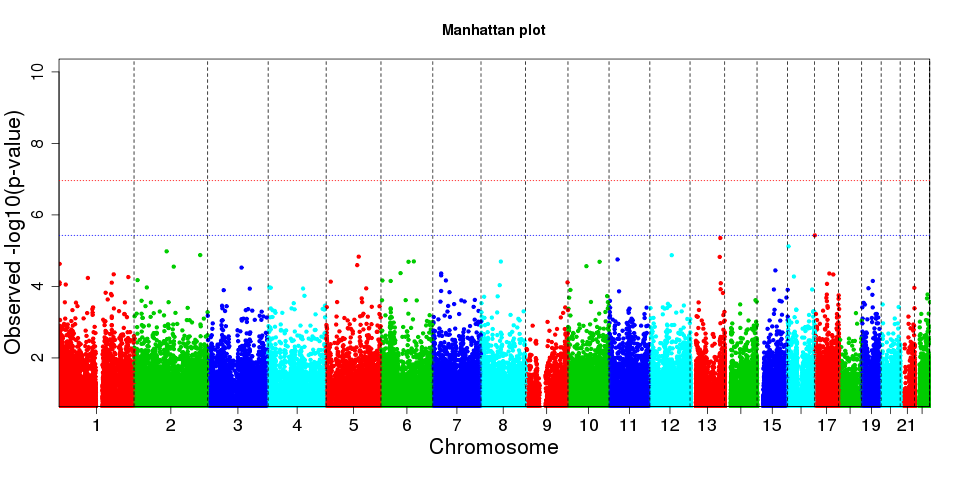 Manhattan plot
Observed -log10(p-value)
10
8
6
4
2
1 2 3 4 5 6 7 8 9 10 11 12 13 15 17 19 21
Chromosome